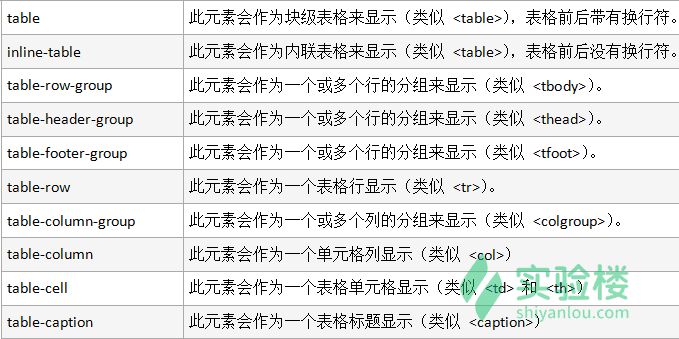 table 此元素会作为块级表格来显示（类似 <table>），表格前后带有换行符。
inline-table 此元素会作为内联表格来显示（类似 <table>），表格前后没有换行符。
table-row-group 此元素会作为一个或多个行的分组来显示（类似 <tbody>）。
table-header-group 此元素会作为一个或多个行的分组来显示（类似 <thead>）。
table-footer-group 此元素会作为一个或多个行的分组来显示（类似 <tfoot>）。
table-row 此元素会作为一个表格行显示（类似 <tr>）。
table-column-group 此元素会作为一个或多个列的分组来显示（类似 <colgroup>）。
table-column 此元素会作为一个单元格列显示（类似 <col>）
table-cell 此元素会作为一个表格单元格显示（类似 <td> 和 <th>）
table-caption 此元素会作为一个表格标题显示（类似 <caption>）
实验楼
shiyanlou.com